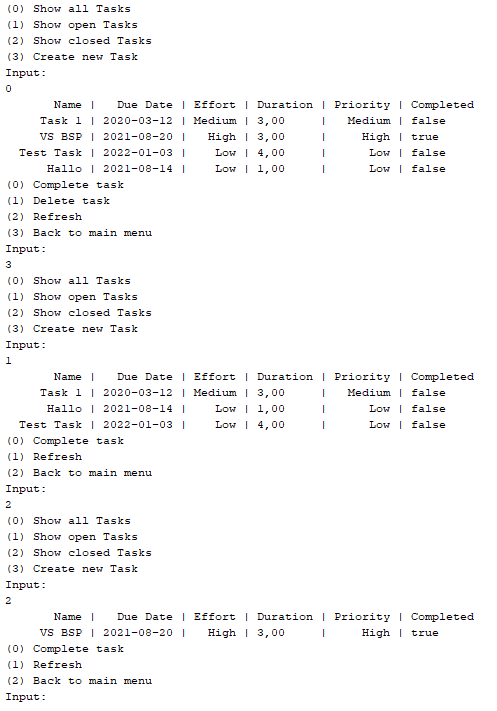 (0) Show all Tasks
(1) Show open Tasks
(2) Show closed Tasks
(3) Create new Task
Input:
0
      Name |   Due Date | Effort | Duration | Priority | Completed
    Task 1 | 2020-03-12 | Medium | 3,00     |   Medium | false
    VS BSP | 2021-08-20 |   High | 3,00     |     High | true
 Test Task | 2022-01-03 |    Low | 4,00     |      Low | false
     Hallo | 2021-08-14 |    Low | 1,00     |      Low | false
(0) Complete task
(1) Delete task
(2) Refresh
(3) Back to main menu
Input:
3
(0) Show all Tasks
(1) Show open Tasks
(2) Show closed Tasks
(3) Create new Task
Input:
1
      Name |   Due Date | Effort | Duration | Priority | Completed
    Task 1 | 2020-03-12 | Medium | 3,00     |   Medium | false
     Hallo | 2021-08-14 |    Low | 1,00     |      Low | false
 Test Task | 2022-01-03 |    Low | 4,00     |      Low | false
(0) Complete task
(1) Refresh
(2) Back to main menu
Input:
2
(0) Show all Tasks
(1) Show open Tasks
(2) Show closed Tasks
(3) Create new Task
Input:
2
      Name |   Due Date | Effort | Duration | Priority | Completed
    VS BSP | 2021-08-20 |   High | 3,00     |     High | true
(0) Complete task
(1) Refresh
(2) Back to main menu
Input: